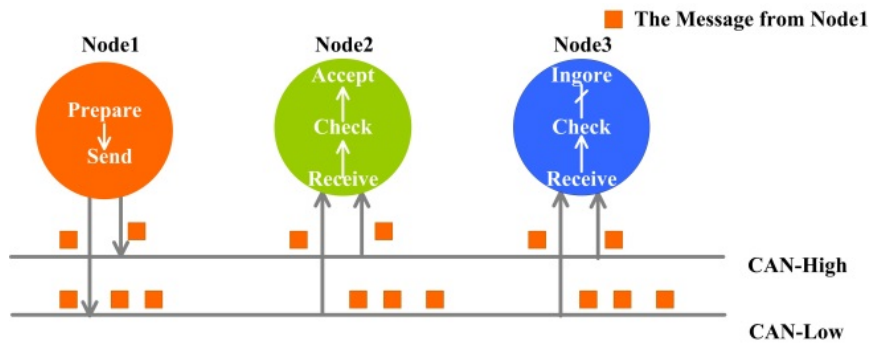 The Message from Node1
Node1
Node2
Node3
Prepare
Send
Accept
Check
Receive
Ingore
Check
Receive
CAN-High
CAN-Low